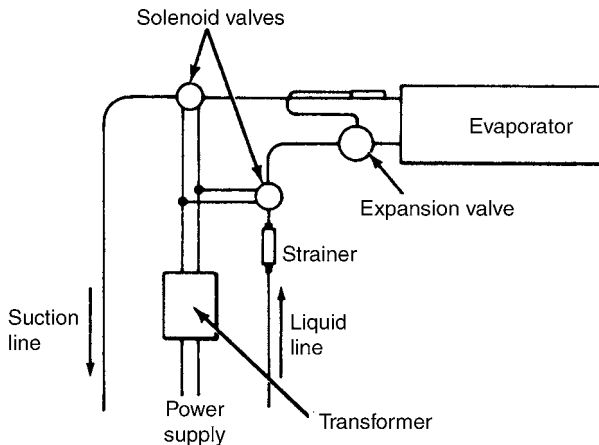 Solenoid valves
Evaporator
Expansion valve
Strainer
Suction
line
Liquid
line
Power
supply
Transformer